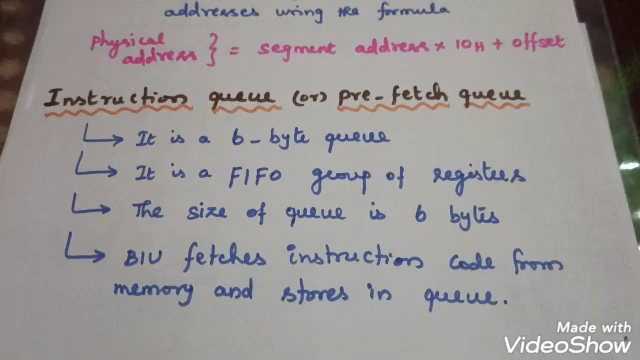 addresses using the formula
physical address } = segment address × 10H + offset
Instruction queue (or) pre-fetch queue
It is a 6-byte queue
It is a FIFO group of registers
The size of queue is 6 bytes
BIU fetches instruction code from
memory and stores in queue.
Made with
VideoShow